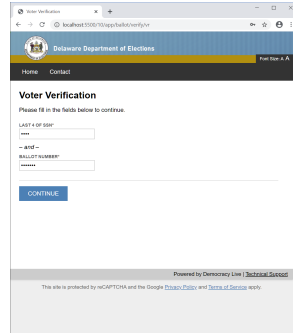 Voter Verification
localhost:5500/10/app/ballot/verify/vr
Delaware Department of Elections
Font Size: A A
Home Contact
Voter Verification
Please fill in the fields below to continue.
LAST 4 OF SSN*
••••
– and –
BALLOT NUMBER*
•••••••
CONTINUE
Powered by Democracy Live | Technical Support
This site is protected by reCAPTCHA and the Google Privacy Policy and Terms of Service apply.